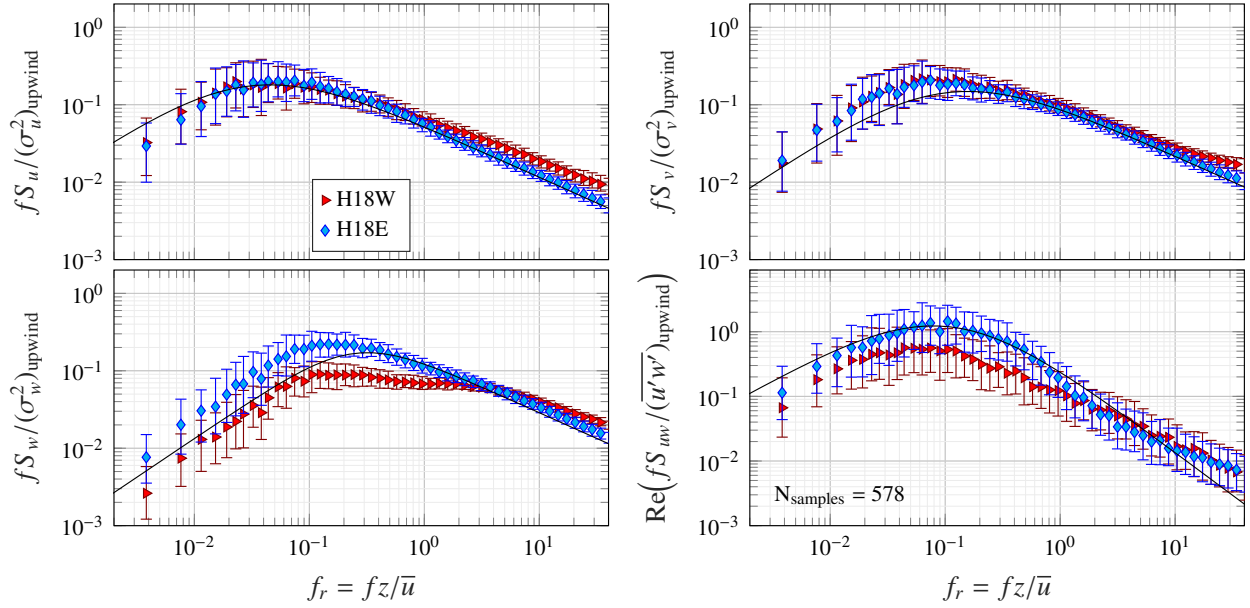 10^0
10^-1
10^-2
10^-3
fS_u/(σ_u^2)_upwind
H18W
H18E
10^0
10^-1
10^-2
10^-3
fS_v/(σ_v^2)_upwind
10^0
10^-1
10^-2
10^-3
fS_w/(σ_w^2)_upwind
10^-2 10^-1 10^0 10^1
f_r = fz/u̅
10^0
10^-1
10^-2
10^-3
Re(fS_uw/(u'w'̅)_upwind)
N_samples = 578
10^-2 10^-1 10^0 10^1
f_r = fz/u̅